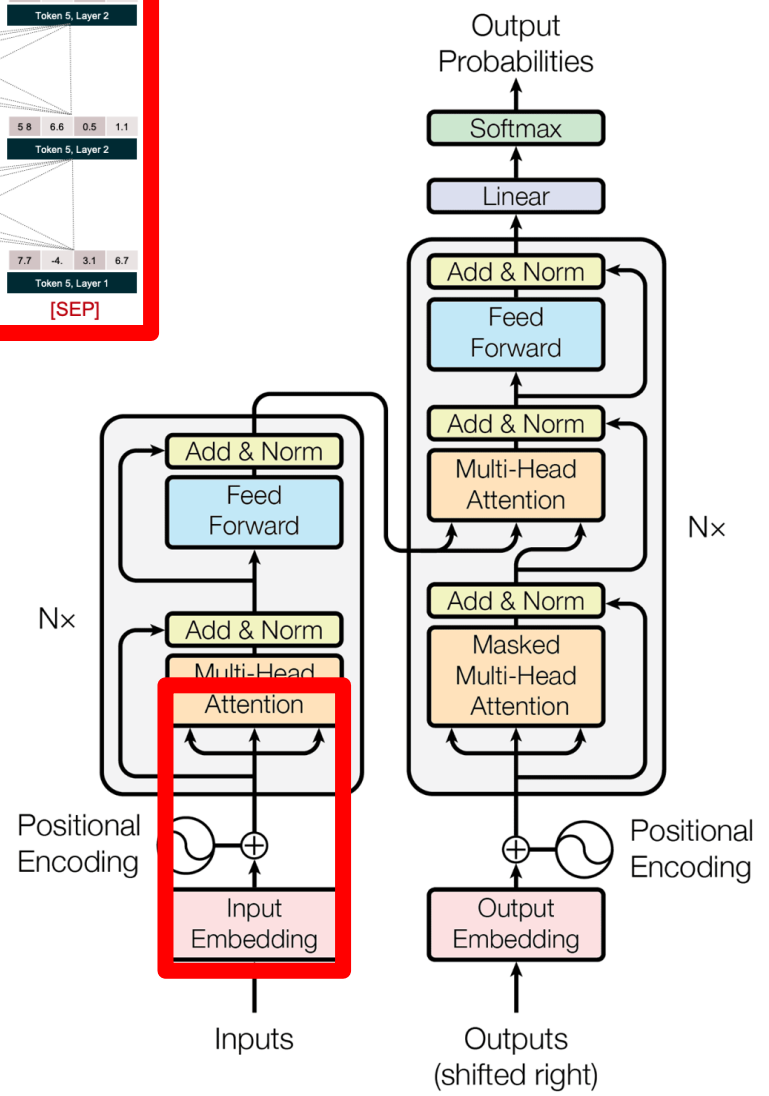 Token 5, Layer 2
5 8 6.6 0.5 1.1
Token 5, Layer 2
7.7 -4. 3.1 6.7
Token 5, Layer 1
[SEP]
Output
Probabilities
Softmax
Linear
Add & Norm
Feed
Forward
Add & Norm
Multi-Head
Attention
Nx
Add & Norm
Masked
Multi-Head
Attention
Add & Norm
Feed
Forward
Nx
Add & Norm
Multi-Head
Attention
Positional
Encoding
Input
Embedding
Inputs
Positional
Encoding
Output
Embedding
Outputs
(shifted right)